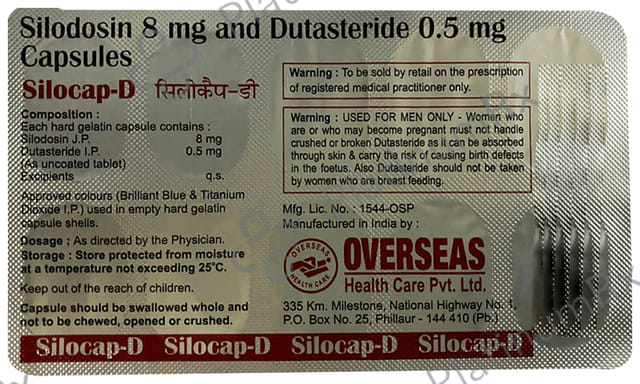 Silodosin 8 mg and Dutasteride 0.5 mg
Capsules
Silocap-D सिलोकैप-डी
Composition :
Each hard gelatin capsule contains :
Silodosin J.P. 8 mg
Dutasteride I.P. 0.5 mg
(As uncoated tablet)
Excipients q.s.
Approved colours (Brilliant Blue & Titanium
Dioxide I.P.) used in empty hard gelatin
capsule shells.
Dosage : As directed by the Physician.
Storage : Store protected from moisture
at a temperature not exceeding 25°C.
Keep out of the reach of children.
Capsule should be swallowed whole and
not to be chewed, opened or crushed.
Warning : To be sold by retail on the prescription
of registered medical practitioner only.
Warning : USED FOR MEN ONLY - Women who
are or who may become pregnant must not handle
crushed or broken Dutasteride as it can be absorbed
through skin & carry the risk of causing birth defects
in the foetus. Also Dutasteride should not be taken
by women who are breast feeding.
Mfg. Lic. No. : 1544-OSP
Manufactured in India by :
OVERSEAS
HEALTH CARE
OVERSEAS
Health Care Pvt. Ltd.
335 Km. Milestone, National Highway No. 1,
P.O. Box No. 25, Phillaur - 144 410 (Pb.)
Silocap-D Silocap-D Silocap-D Silocap-D